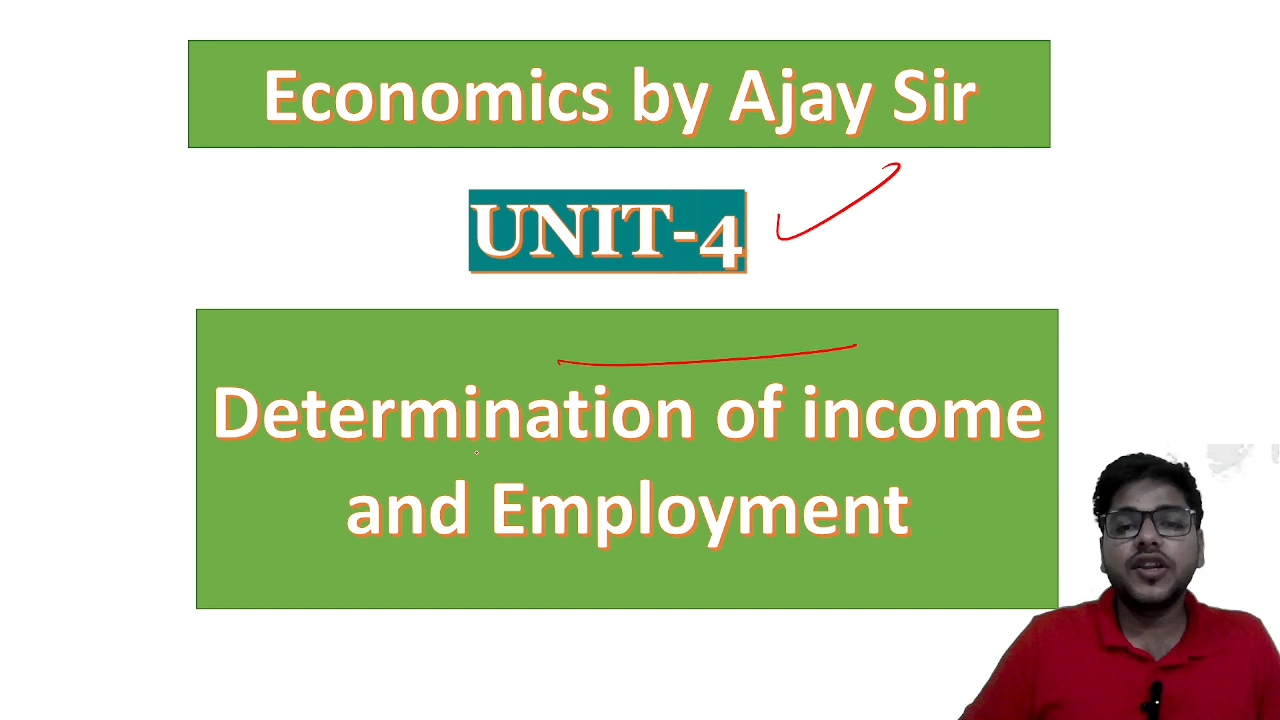 Economics by Ajay Sir
UNIT-4
Determination of income
and Employment